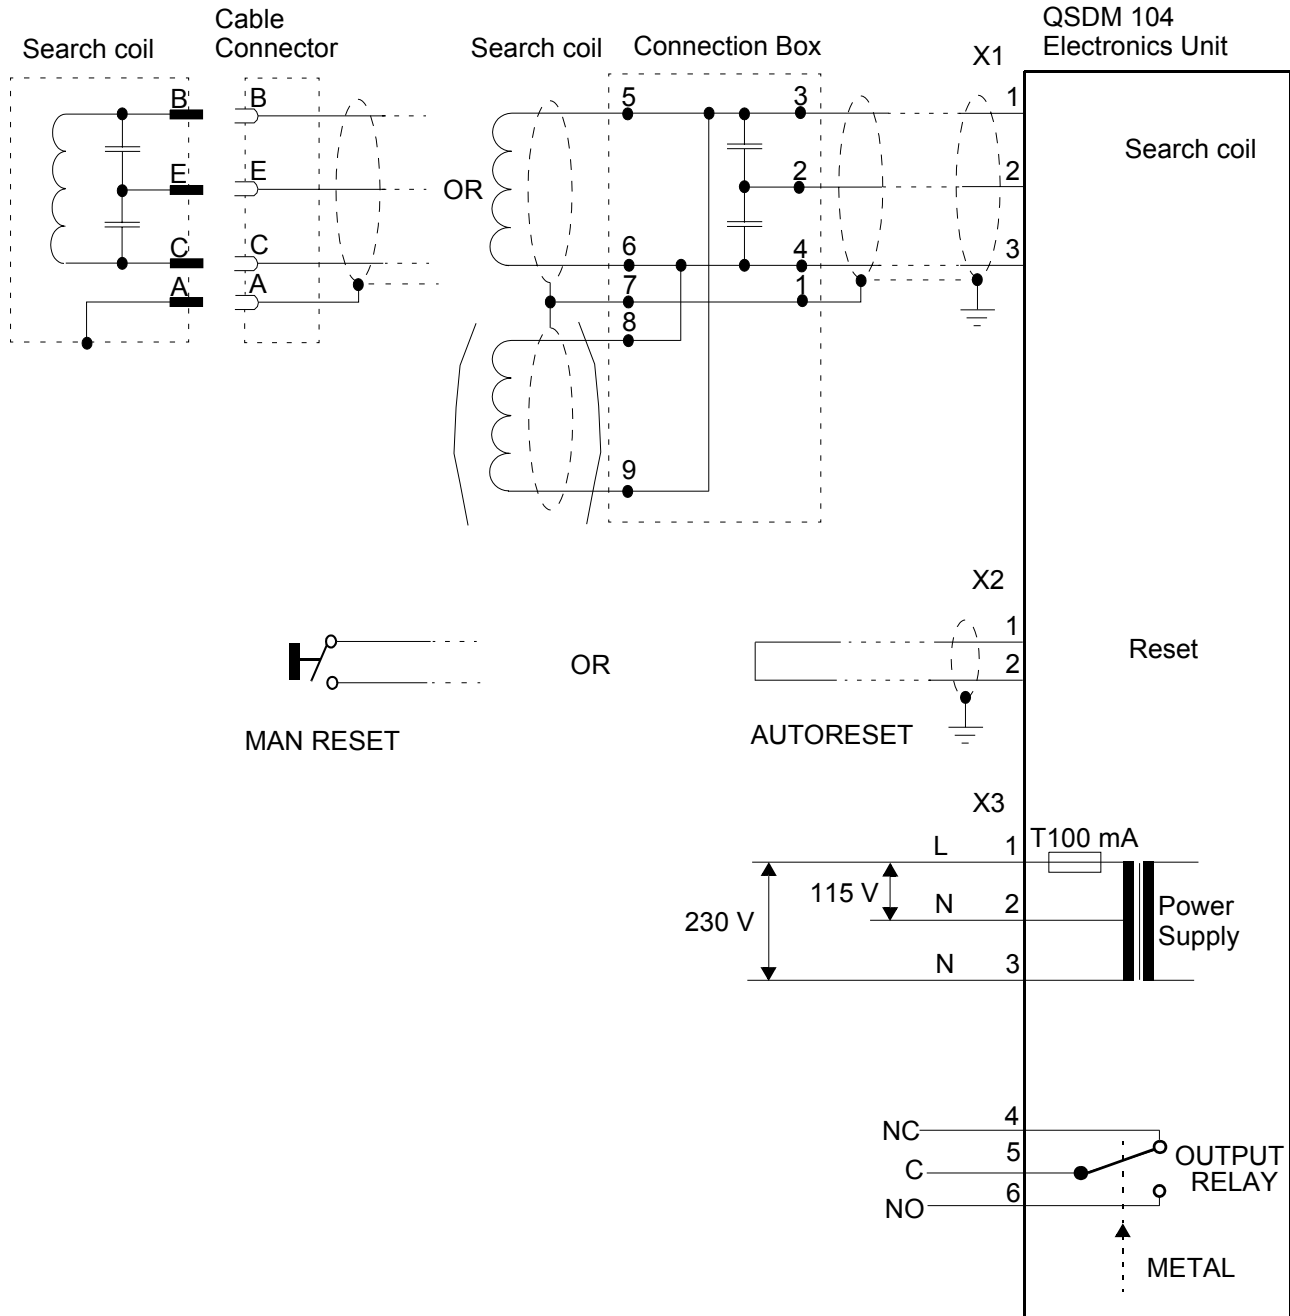 Search coil
Cable
Connector
Search coil
Connection Box
X1
QSDM 104
Electronics Unit
B
B
E
E
C
C
A
A
OR
5
3
2
6
4
7
1
8
9
1
2
3
Search coil
X2
1
2
Reset
OR
MAN RESET
AUTORESET
X3
L
1
T100 mA
115 V
230 V
N
2
N
3
Power
Supply
NC
4
C
5
NO
6
OUTPUT
RELAY
METAL